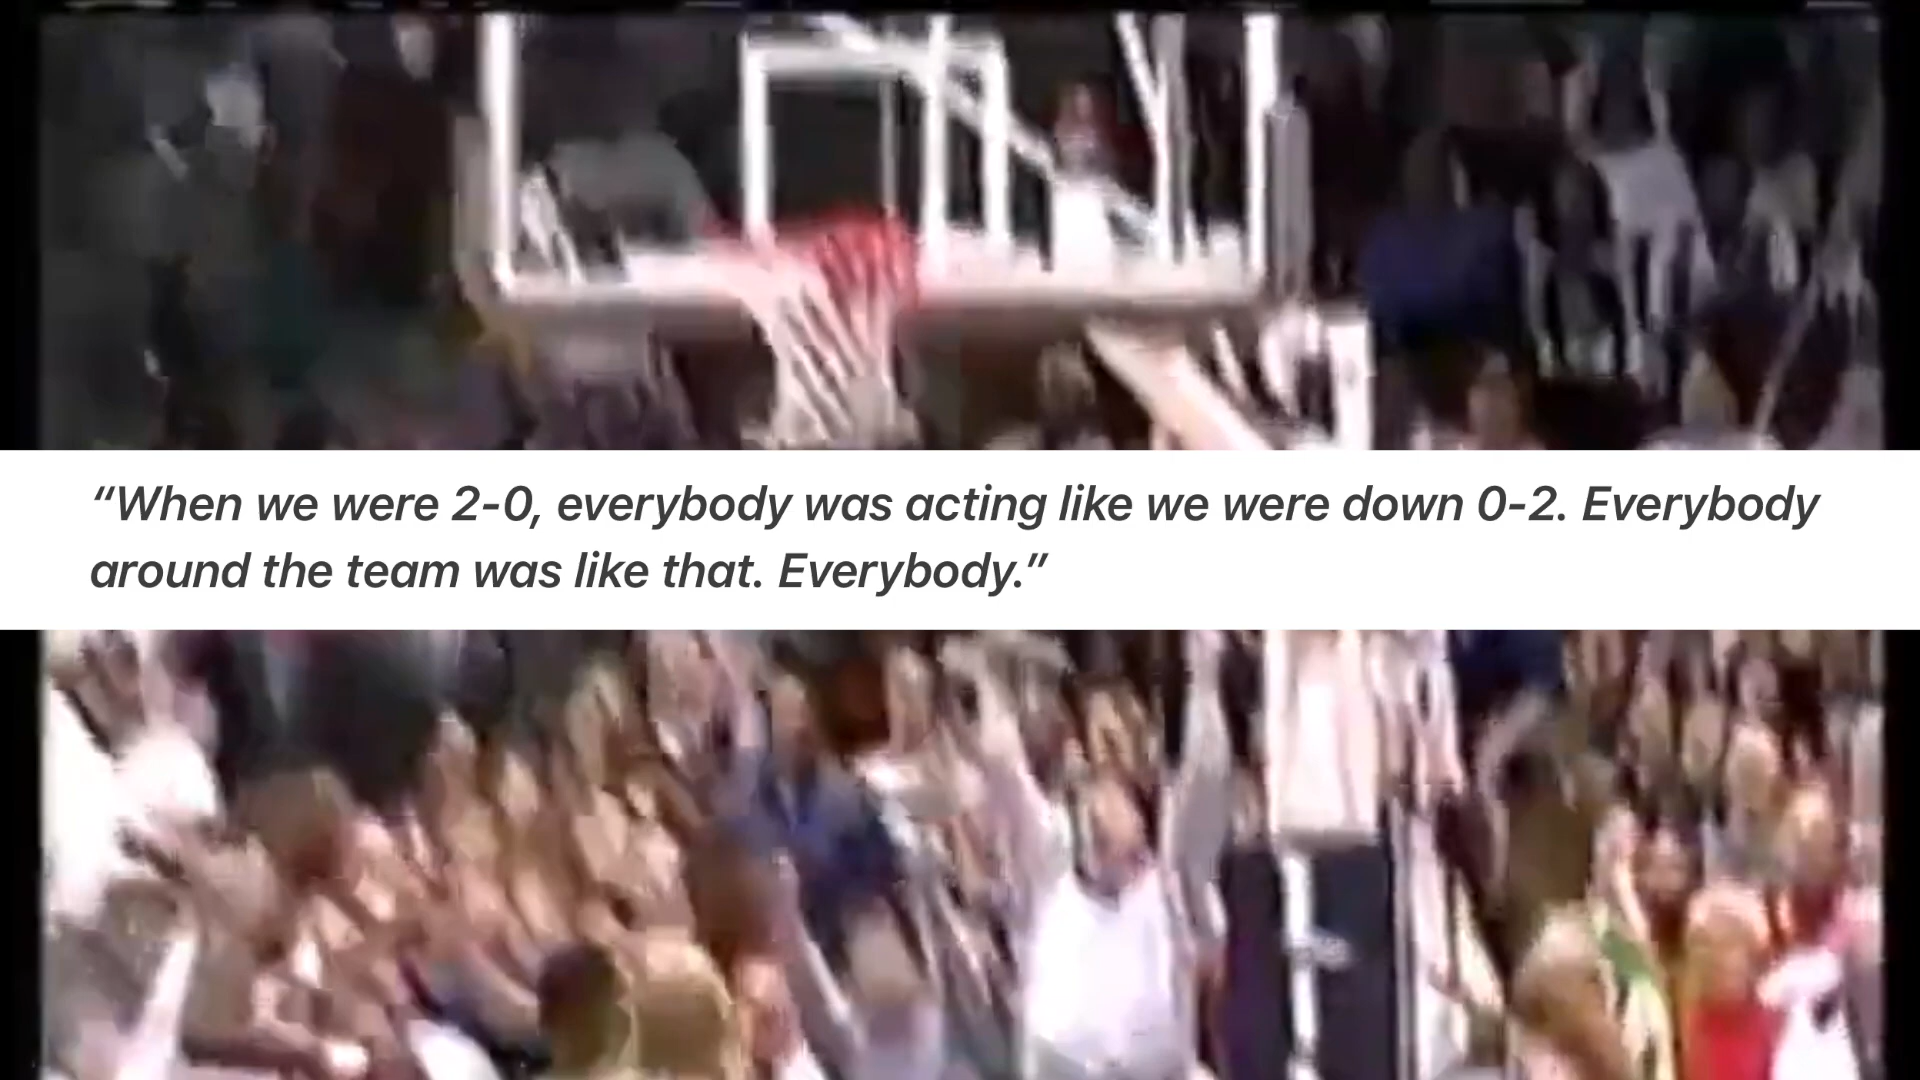 “When we were 2-0, everybody was acting like we were down 0-2. Everybody
around the team was like that. Everybody.”